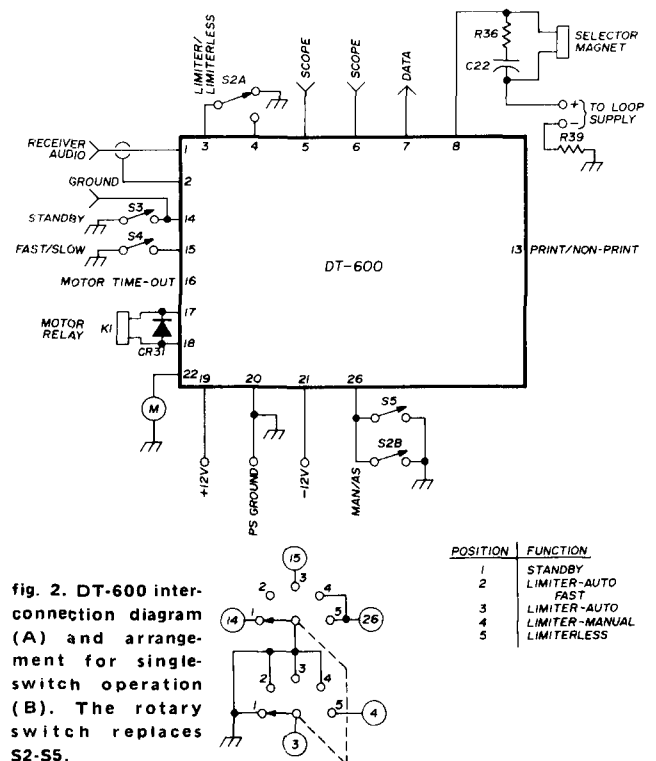 LIMITER/
LIMITERLESS
S2A
SCOPE
SCOPE
DATA
R36
C22
SELECTOR
MAGNET
+
−
TO LOOP
SUPPLY
R39
3
4
5
6
7
8
RECEIVER
AUDIO
1
GROUND
2
STANDBY
S3
14
FAST/SLOW
S4
15
MOTOR TIME-OUT
16
MOTOR
RELAY
K1
CR31
17
18
22
M
DT-600
13 PRINT/NON-PRINT
19
20
21
26
+12V
PS GROUND
-12V
MAN/AS
S5
S2B
fig. 2. DT-600 inter-
connection diagram
(A) and arrange-
ment for single-
switch operation
(B). The rotary
switch replaces
S2-S5.
15
2
3
4
14
1
5
26
2
3
4
1
5
4
3
POSITION FUNCTION
1 STANDBY
2 LIMITER-AUTO
FAST
3 LIMITER-AUTO
4 LIMITER-MANUAL
5 LIMITERLESS